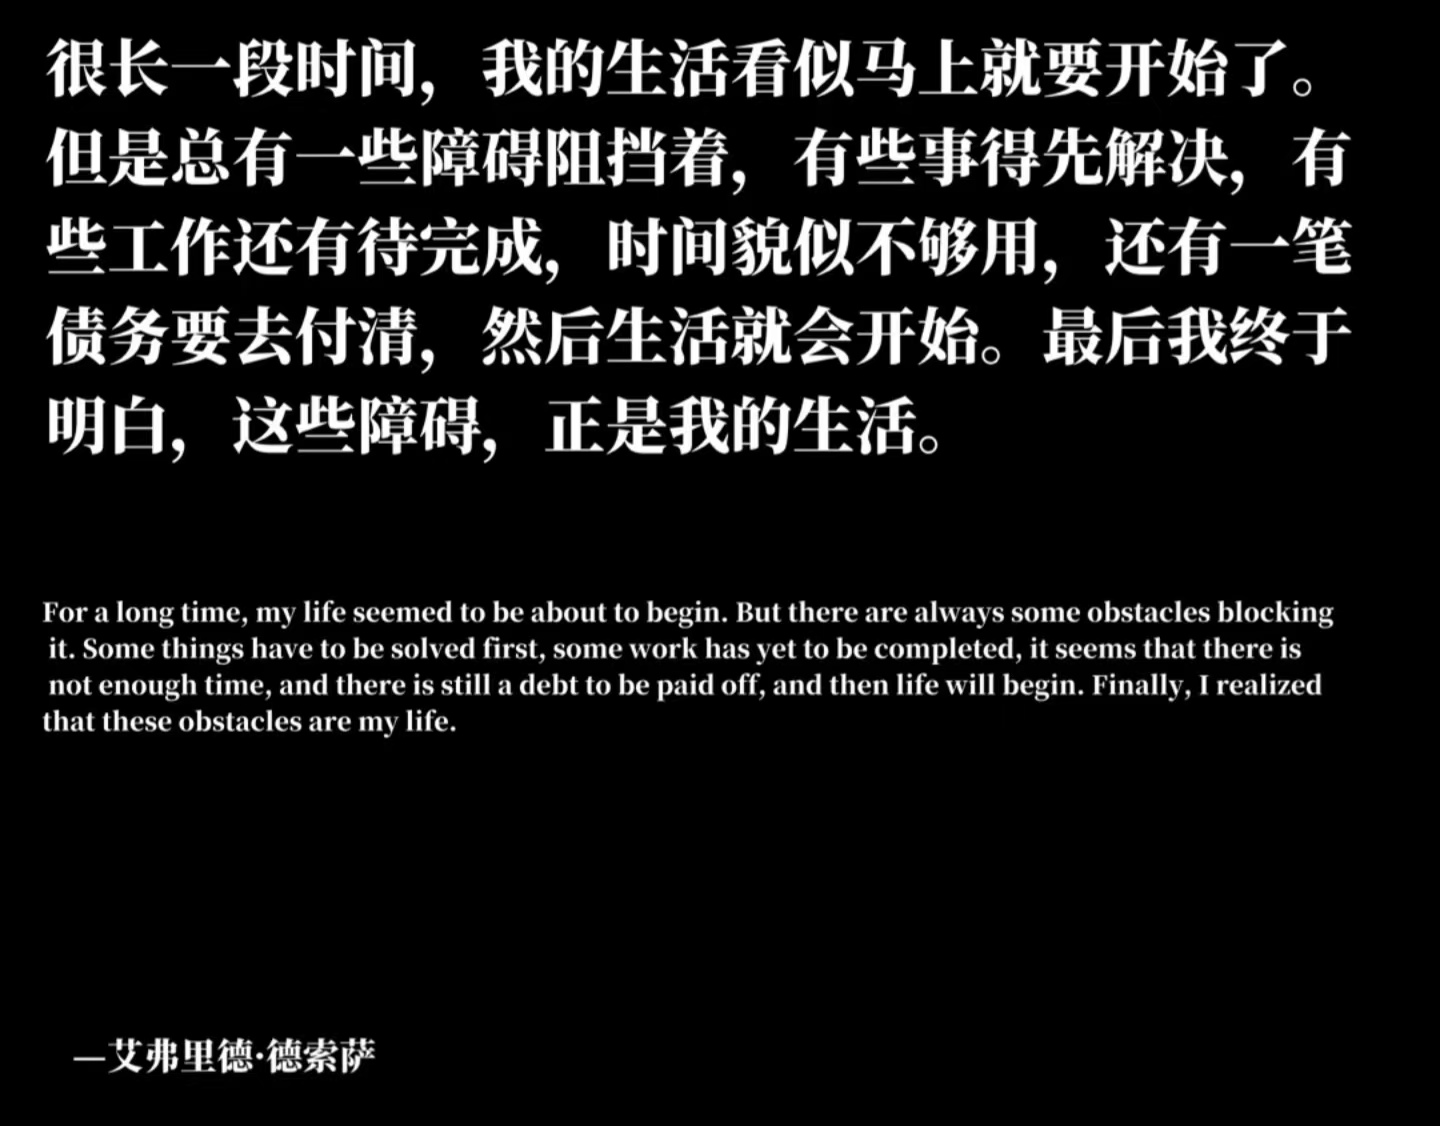 很长一段时间，我的生活看似马上就要开始了。
但是总有一些障碍阻挡着，有些事得先解决，有
些工作还有待完成，时间貌似不够用，还有一笔
债务要去付清，然后生活就会开始。最后我终于
明白，这些障碍，正是我的生活。
For a long time, my life seemed to be about to begin. But there are always some obstacles blocking
it. Some things have to be solved first, some work has yet to be completed, it seems that there is
not enough time, and there is still a debt to be paid off, and then life will begin. Finally, I realized
that these obstacles are my life.
—艾弗里德·德索萨